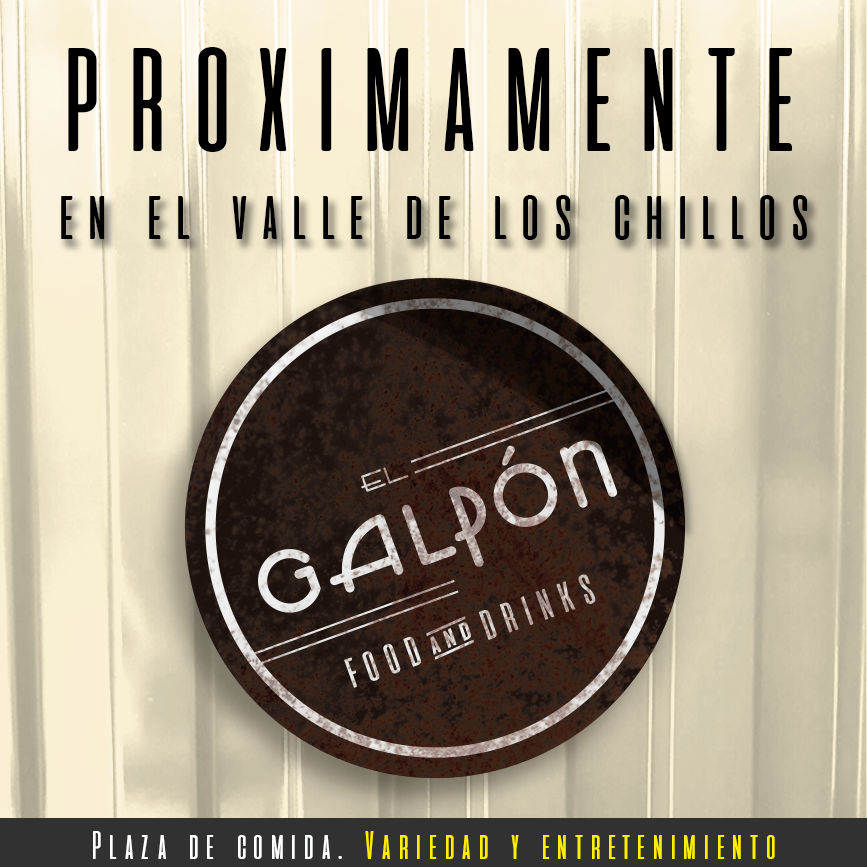 PROXIMAMENTE
EN EL VALLE DE LOS CHILLOS
EL
GALPÓN
FOOD AND DRINKS
PLAZA DE COMIDA. VARIEDAD Y ENTRETENIMIENTO